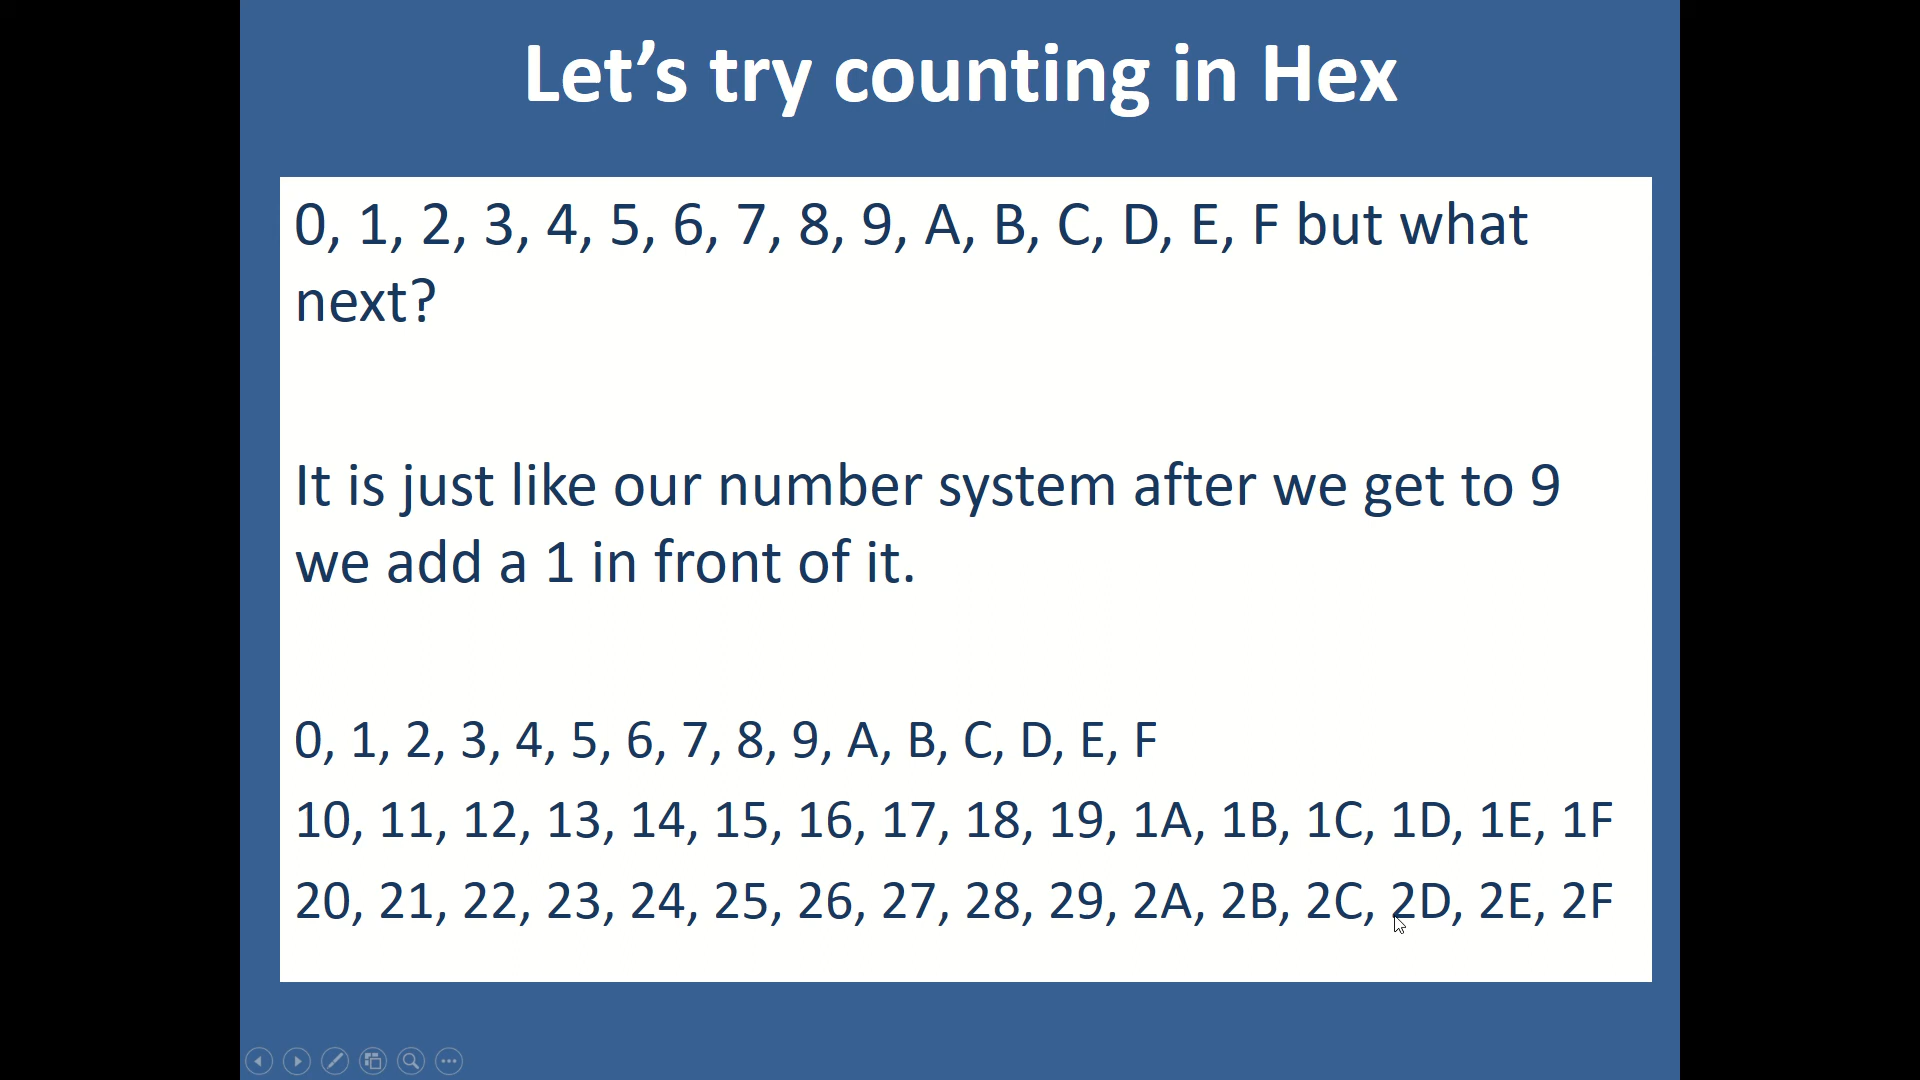 Let’s try counting in Hex
0, 1, 2, 3, 4, 5, 6, 7, 8, 9, A, B, C, D, E, F but what
next?
It is just like our number system after we get to 9
we add a 1 in front of it.
0, 1, 2, 3, 4, 5, 6, 7, 8, 9, A, B, C, D, E, F
10, 11, 12, 13, 14, 15, 16, 17, 18, 19, 1A, 1B, 1C, 1D, 1E, 1F
20, 21, 22, 23, 24, 25, 26, 27, 28, 29, 2A, 2B, 2C, 2D, 2E, 2F